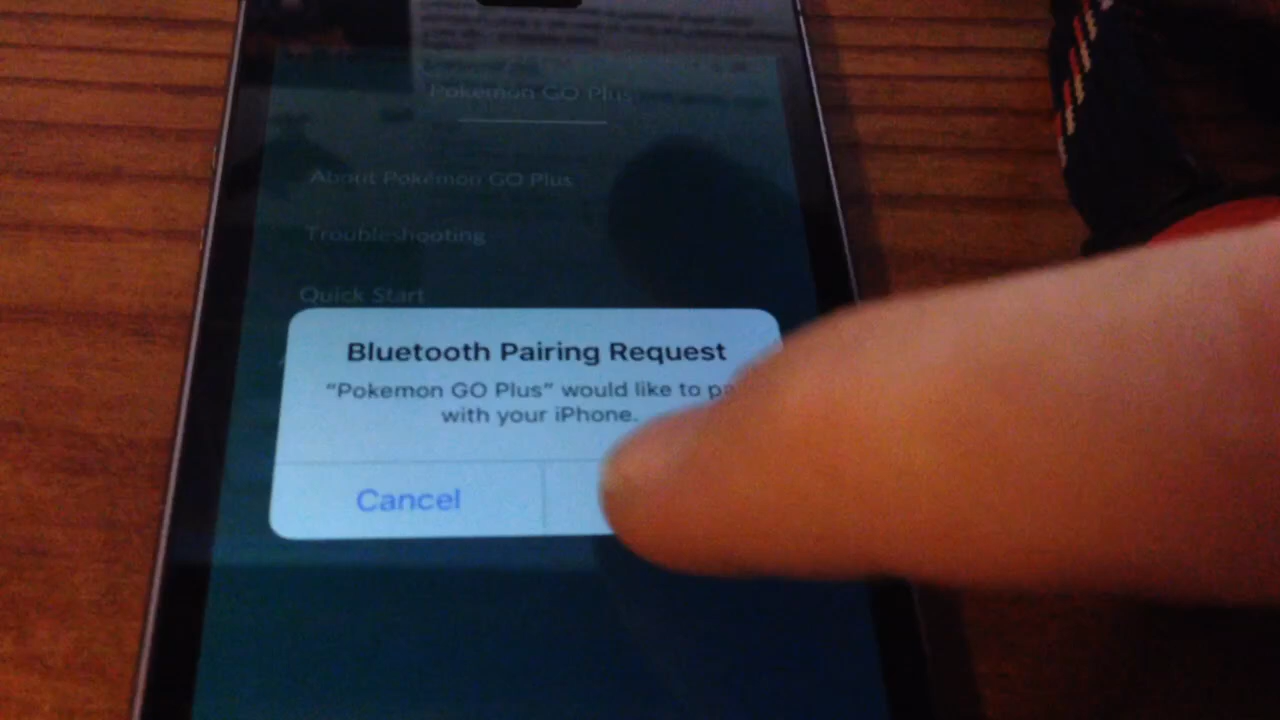 Pokemon GO Plus
About Pokémon GO Plus
Troubleshooting
Quick Start
Bluetooth Pairing Request
“Pokemon GO Plus” would like to
with your iPhone.
Cancel